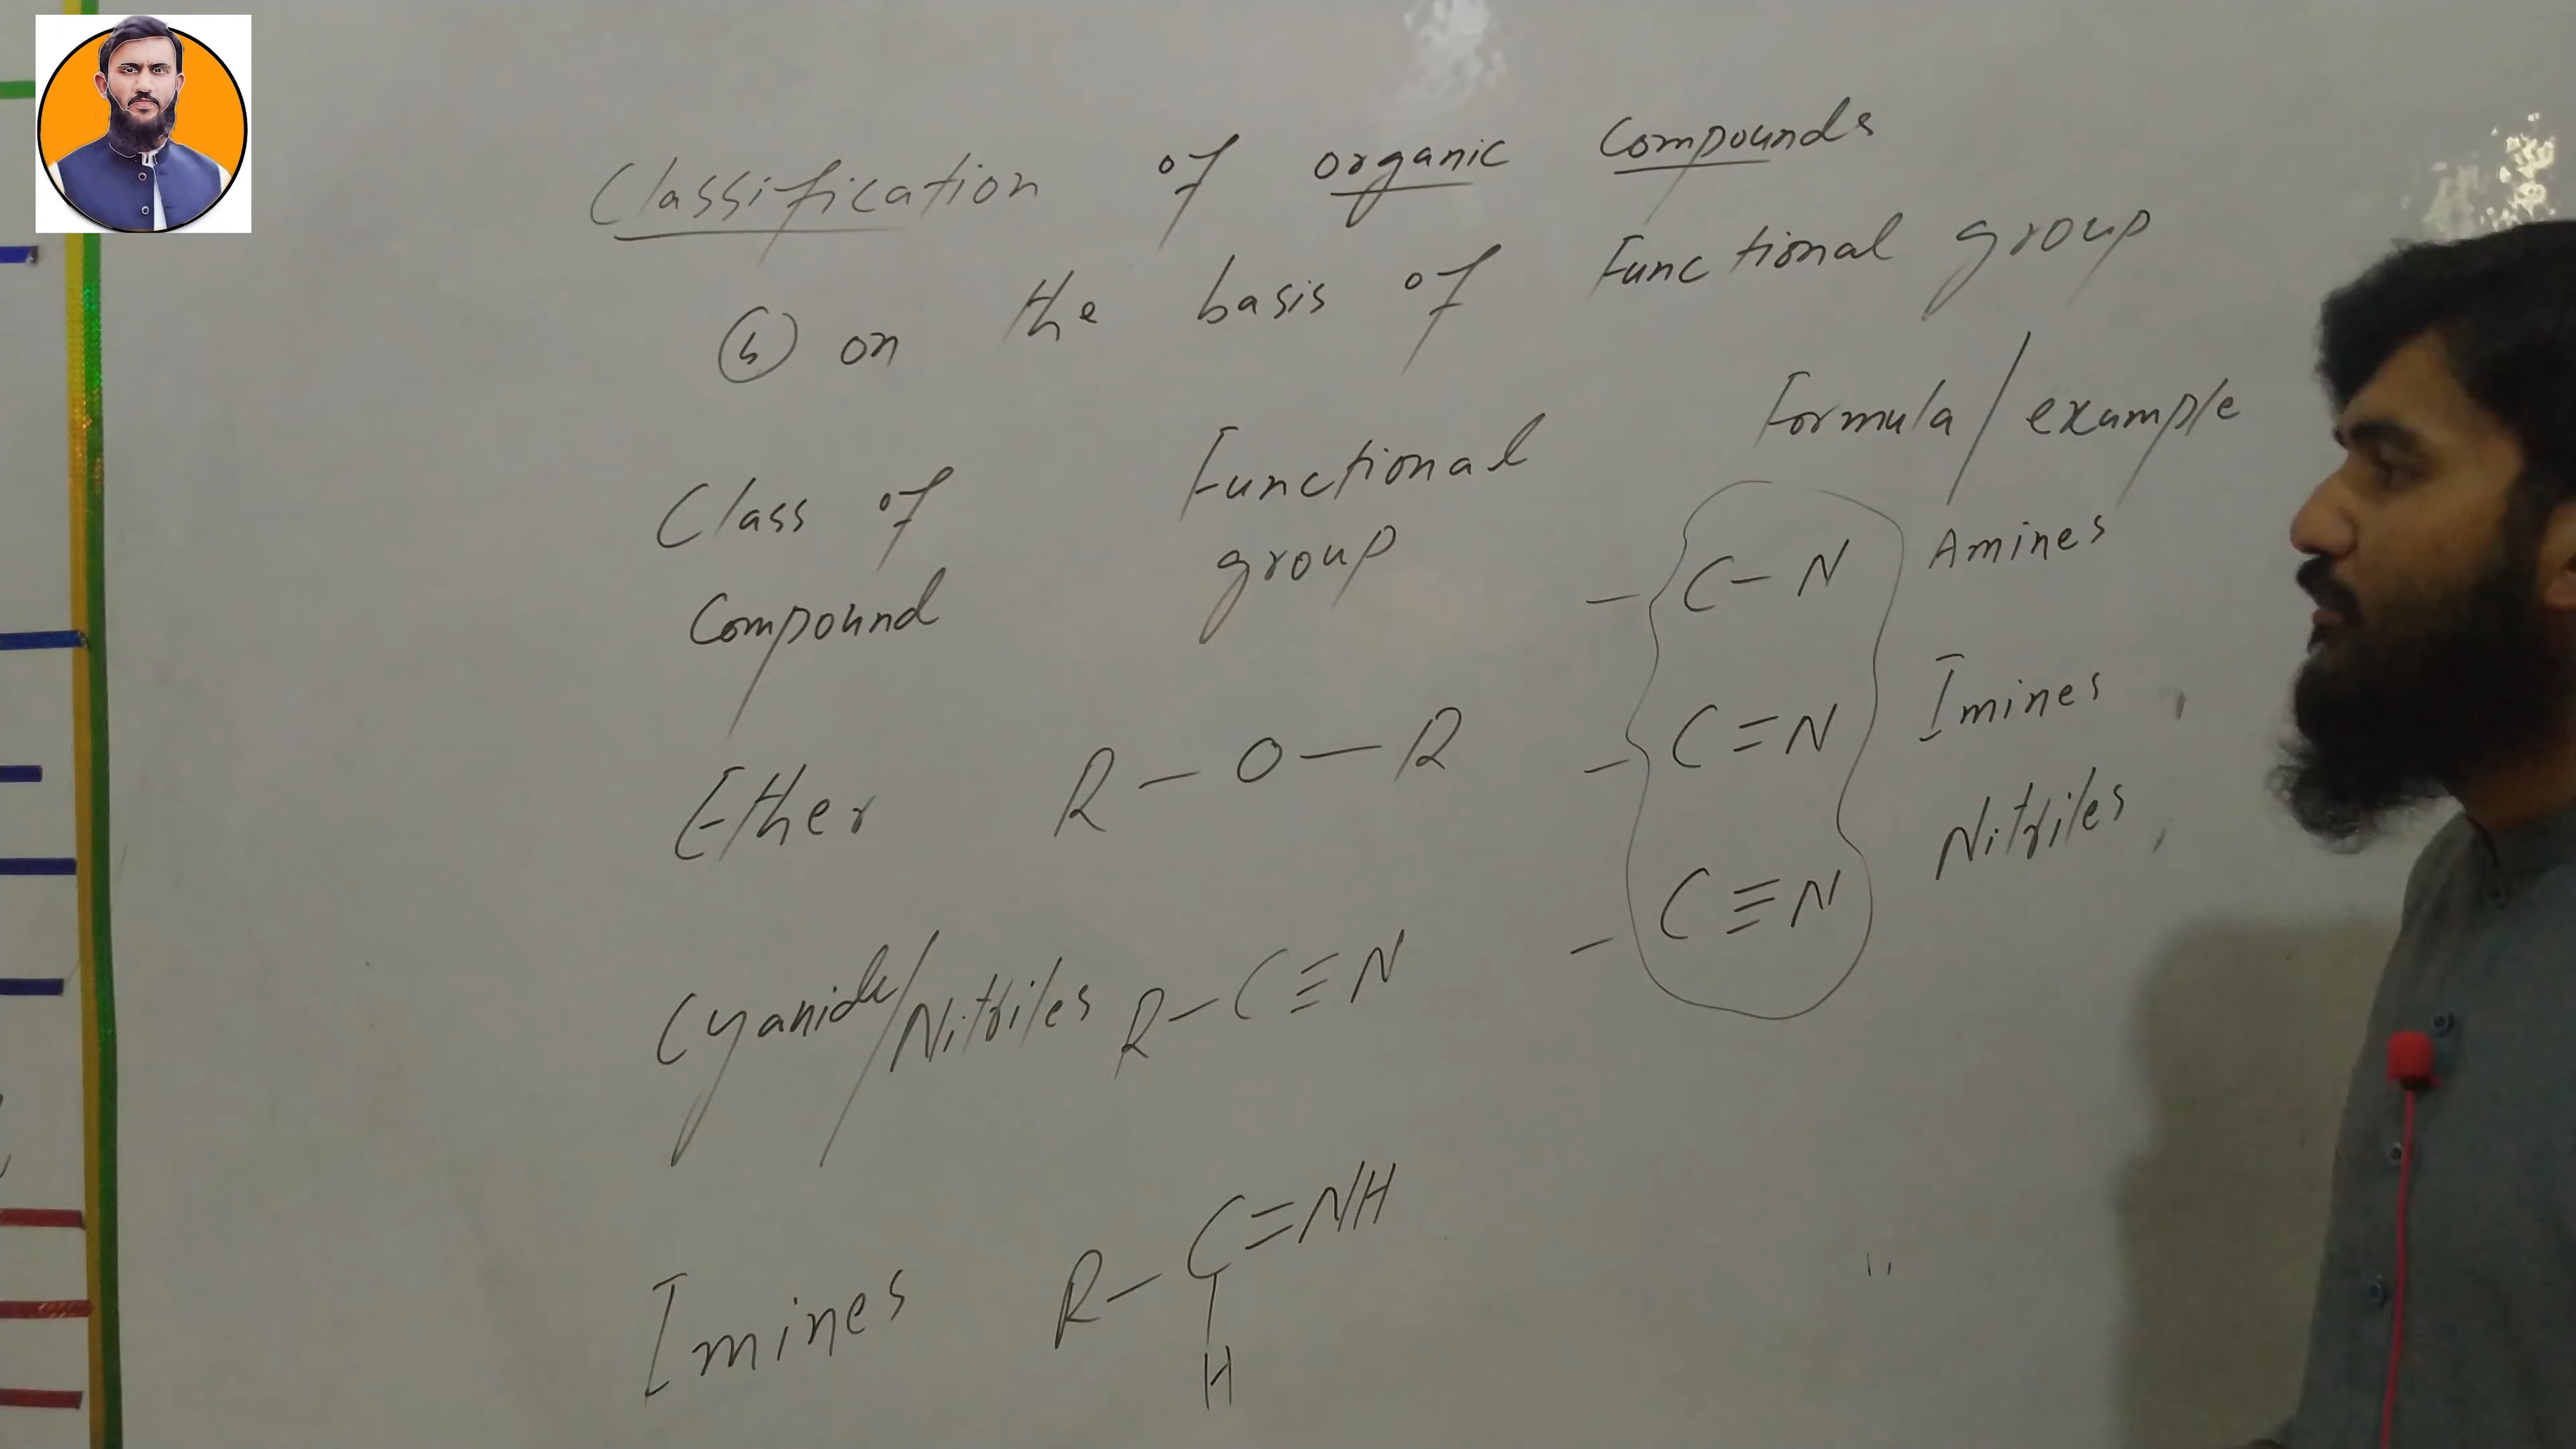 Classification of organic Compounds
(b) on the basis of Functional group
Class of Compound
Functional group
Formula/example
Ether R-O-R
Cyanide/Nitriles R-C≡N
Imines R-C=NH
H
-C-N Amines
-C=N Imines
-C≡N Nitriles